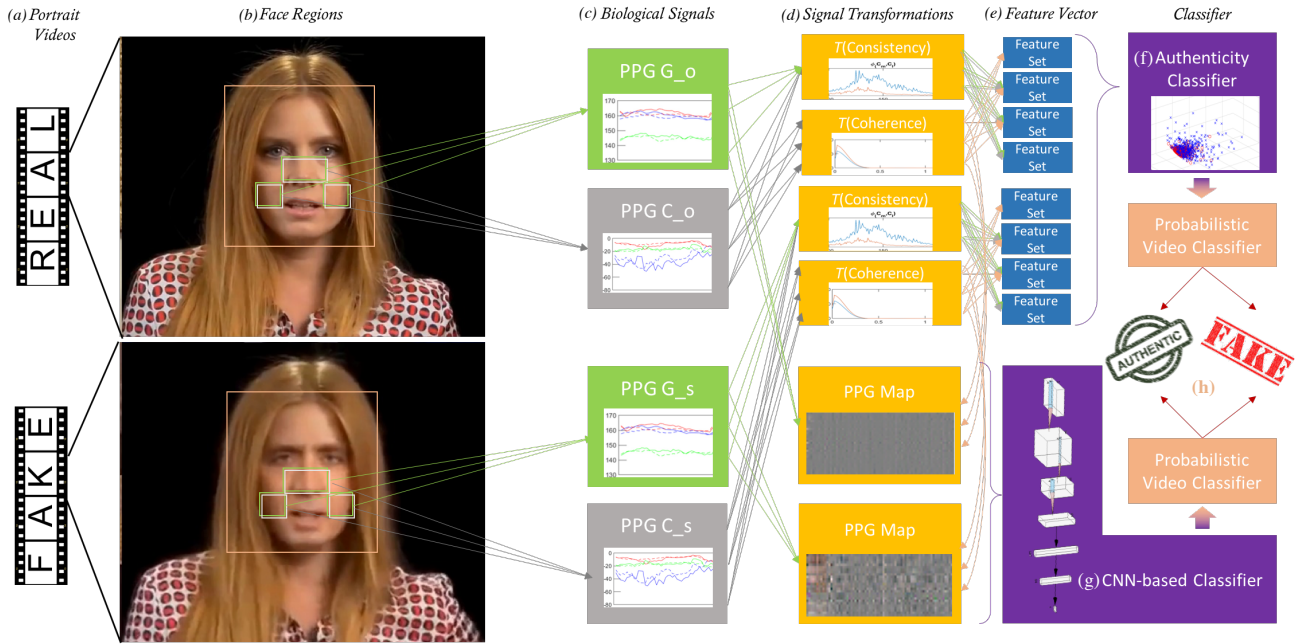 (a) Portrait
Videos
(b) Face Regions
(c) Biological Signals
(d) Signal Transformations
(e) Feature Vector
Classifier
REAL
FAKE
PPG G_o
170
160
150
140
130
PPG C_o
0
-20
-40
-60
-80
PPG G_s
170
160
150
140
130
PPG C_s
0
-20
-40
-60
-80
T(Consistency)
T(Coherence)
0.5
1
T(Consistency)
T(Coherence)
0.5
1
PPG Map
PPG Map
Feature
Set
Feature
Set
Feature
Set
Feature
Set
Feature
Set
Feature
Set
Feature
Set
Feature
Set
(f) Authenticity
Classifier
Probabilistic
Video Classifier
AUTHENTIC
FAKE
(h)
Probabilistic
Video Classifier
(g) CNN-based Classifier